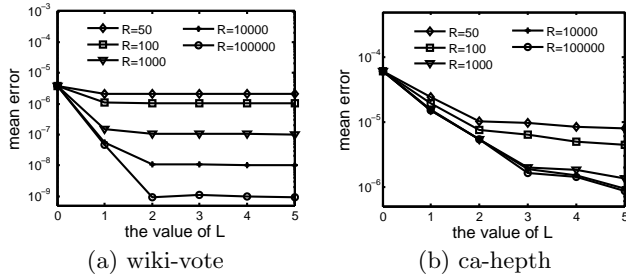 10⁻³
10⁻⁴
10⁻⁵
10⁻⁶
10⁻⁷
10⁻⁸
10⁻⁹
mean error
R=50
R=100
R=1000
R=10000
R=100000
0 1 2 3 4 5
the value of L
(a) wiki-vote
10⁻⁴
10⁻⁵
10⁻⁶
mean error
R=50
R=100
R=1000
R=10000
R=100000
0 1 2 3 4 5
the value of L
(b) ca-hepth